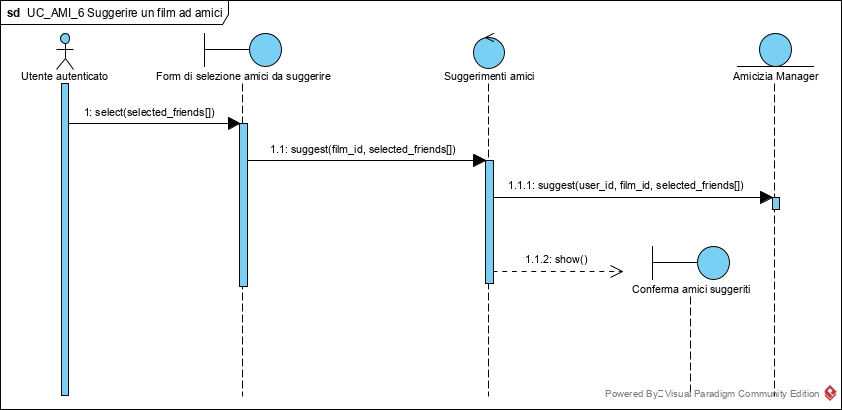 sd UC_AMI_6 Suggerire un film ad amici
Utente autenticato
Form di selezione amici da suggerire
Suggerimenti amici
Amicizia Manager
1: select(selected_friends[])
1.1: suggest(film_id, selected_friends[])
1.1.1: suggest(user_id, film_id, selected_friends[])
1.1.2: show()
Conferma amici suggeriti
Powered By Visual Paradigm Community Edition